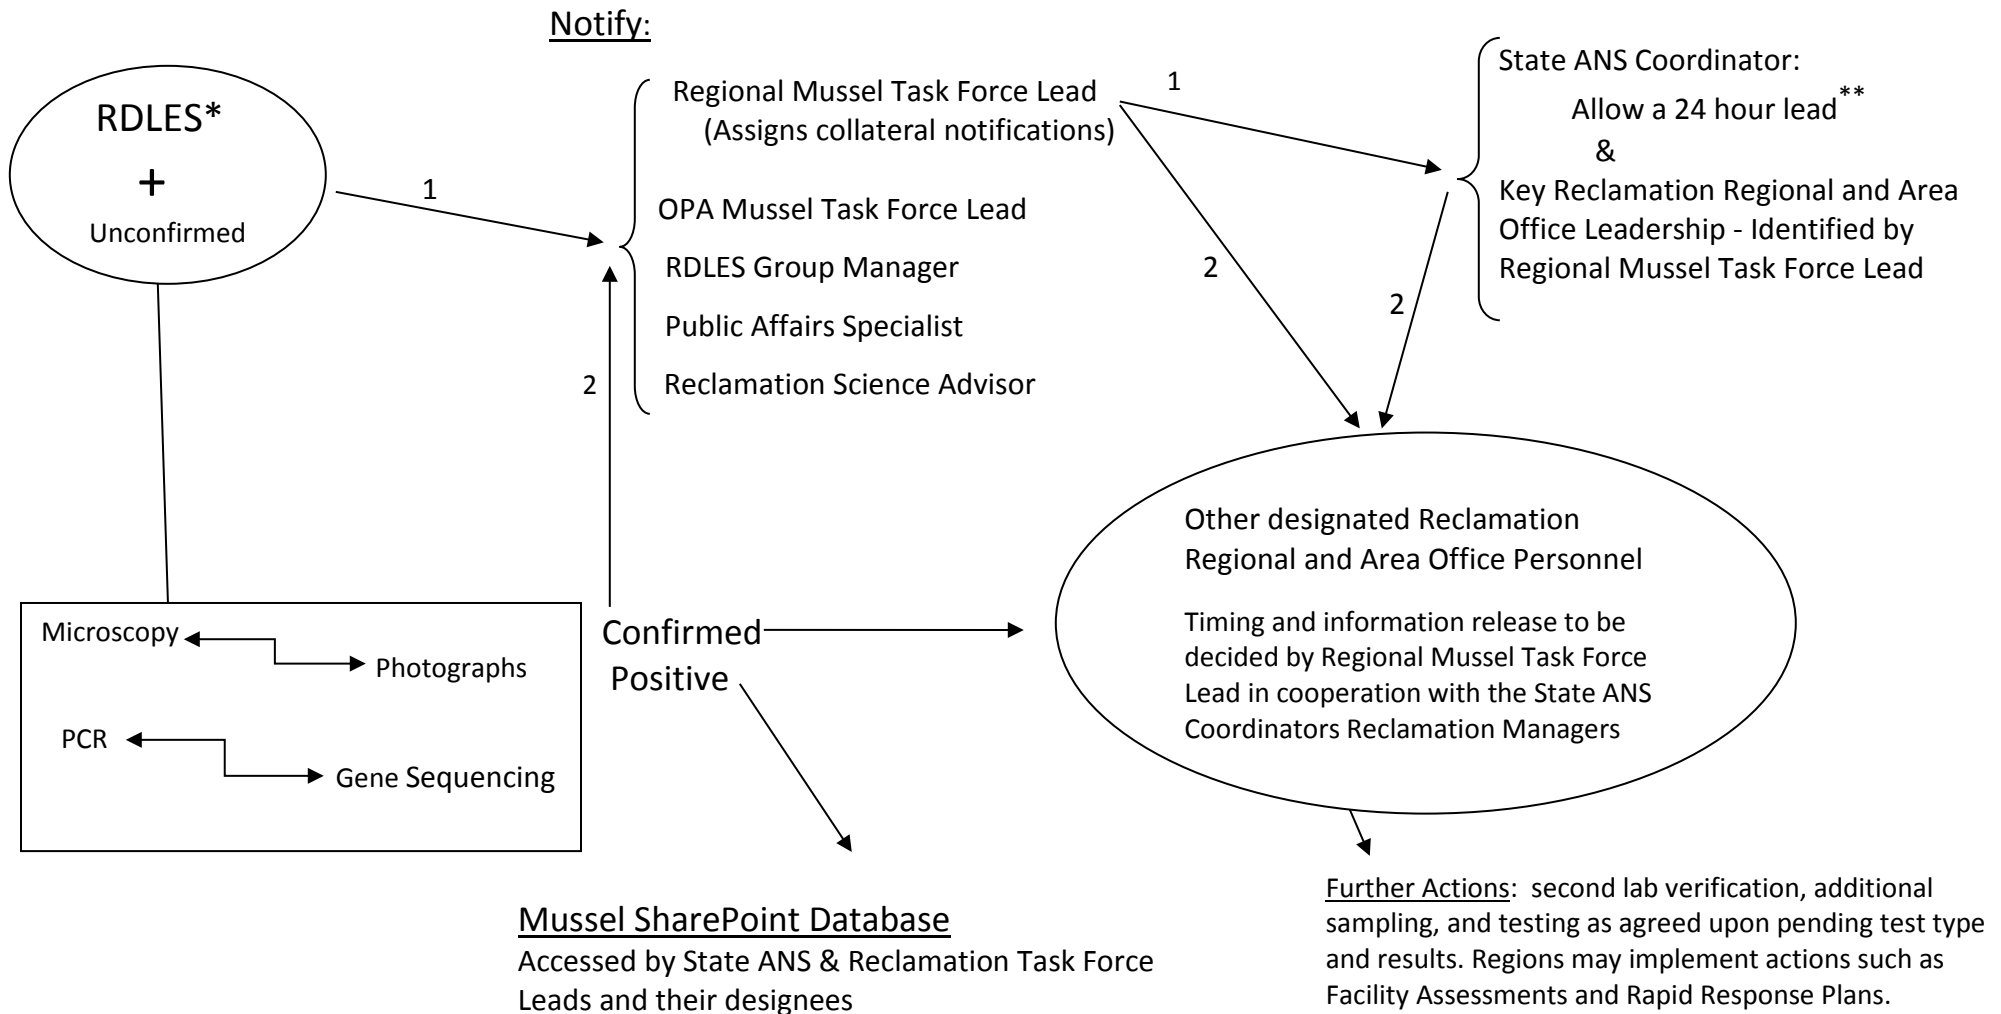 Notify:
RDLES*
+
Unconfirmed
1
Regional Mussel Task Force Lead
(Assigns collateral notifications)
OPA Mussel Task Force Lead
RDLES Group Manager
Public Affairs Specialist
Reclamation Science Advisor
1
2
State ANS Coordinator:
Allow a 24 hour lead**
&
Key Reclamation Regional and Area
Office Leadership - Identified by
Regional Mussel Task Force Lead
2
2
Microscopy
Photographs
PCR
Gene Sequencing
Confirmed
Positive
Other designated Reclamation
Regional and Area Office Personnel
Timing and information release to be
decided by Regional Mussel Task Force
Lead in cooperation with the State ANS
Coordinators Reclamation Managers
Mussel SharePoint Database
Accessed by State ANS & Reclamation Task Force
Leads and their designees
Further Actions: second lab verification, additional
sampling, and testing as agreed upon pending test type
and results. Regions may implement actions such as
Facility Assessments and Rapid Response Plans.